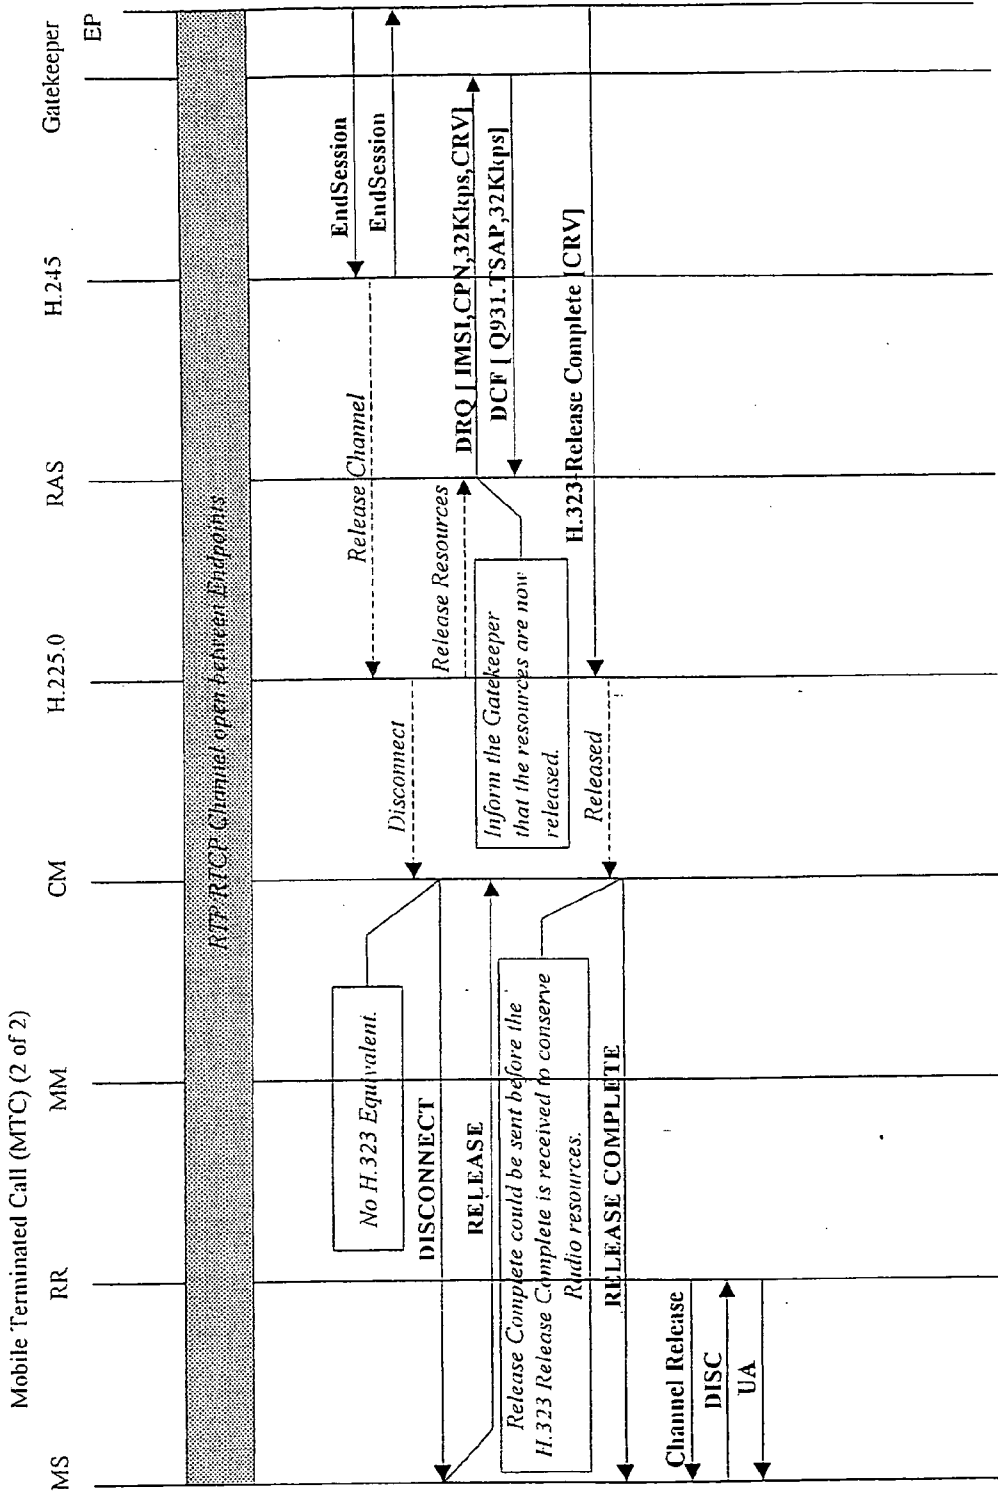 Mobile Terminated Call (MTC) (2 of 2)
MS RR MM CM H.225.0 RAS H.245 Gatekeeper EP
RTP/RTCP Channel open between Endpoints
EndSession
Release Channel
EndSession
No H.323 Equivalent.
Disconnect
DISCONNECT
Release Resources
DRQ [ IMSI,CPN,32Kkps,CRV]
RELEASE
DCF [ Q931.TSAP,32Kkps]
Inform the Gatekeeper
that the resources are now
released.
Release Complete could be sent before the
H.323 Release Complete is received to conserve
Radio resources.
H.323-Release Complete [CRV]
Released
RELEASE COMPLETE
Channel Release
DISC
UA